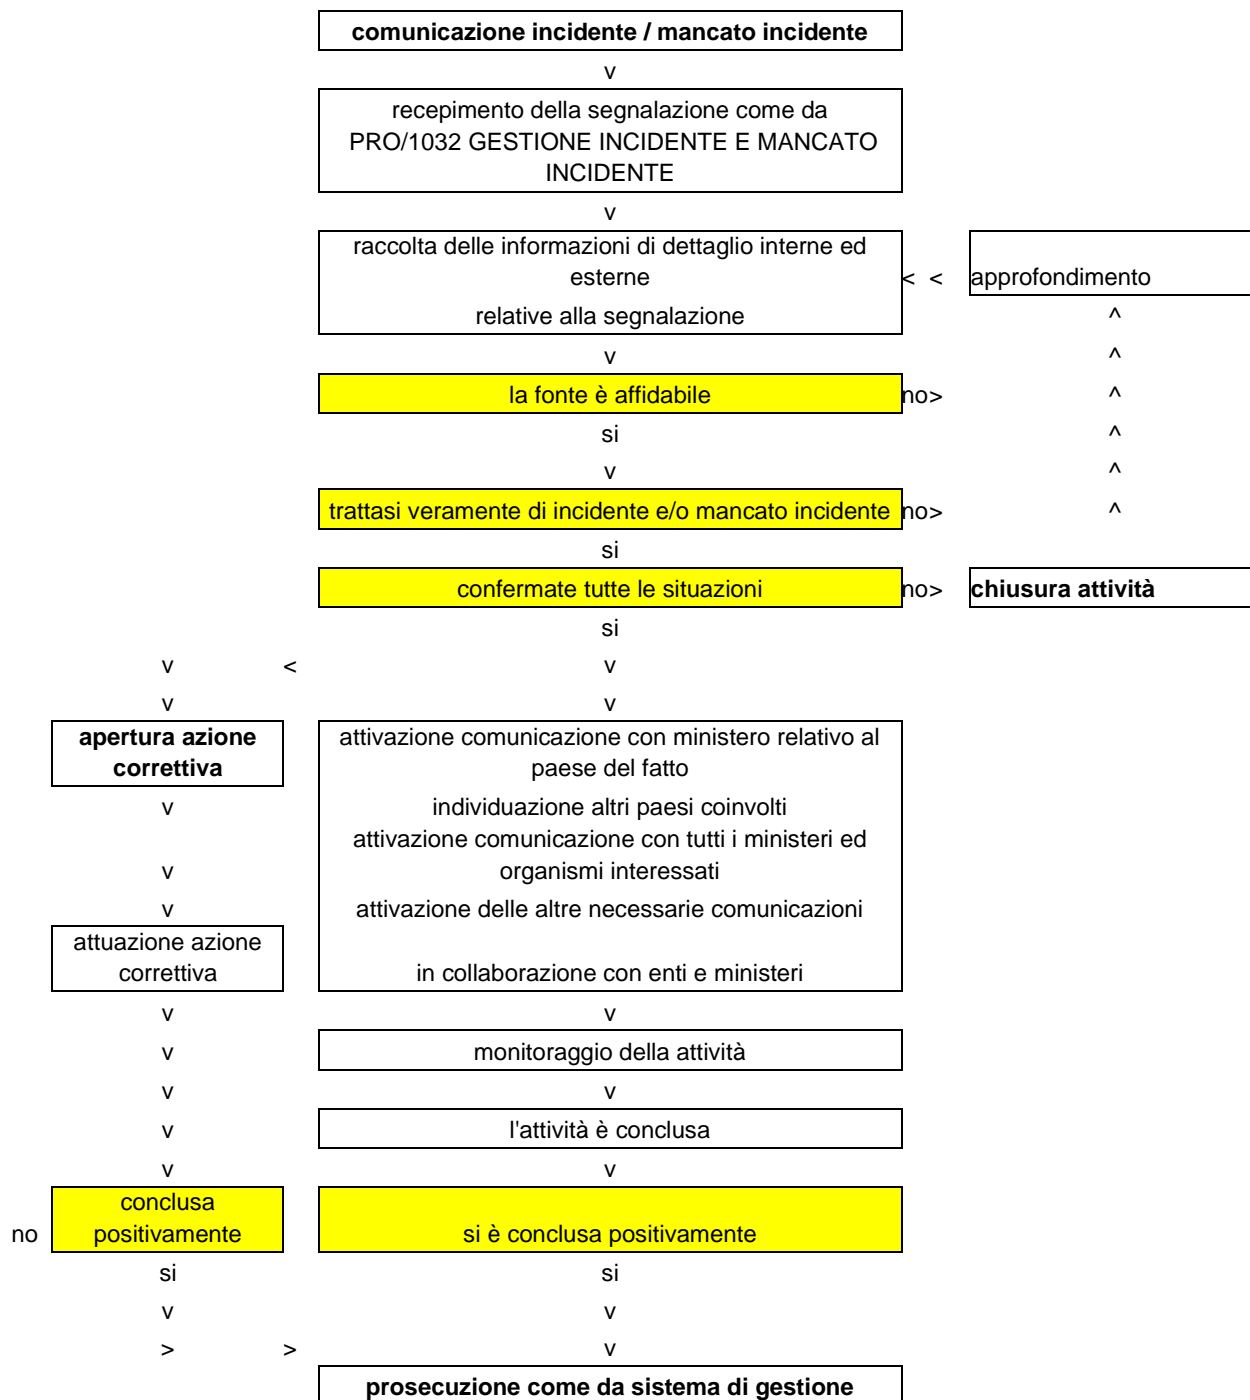 comunicazione incidente / mancato incidente
v
recepimento della segnalazione come da
PRO/1032 GESTIONE INCIDENTE E MANCATO
INCIDENTE
v
raccolta delle informazioni di dettaglio interne ed
esterne < < approfondimento
relative alla segnalazione ^
v ^
la fonte è affidabile no> ^
si ^
v ^
trattasi veramente di incidente e/o mancato incidente no> ^
si
confermate tutte le situazioni no> chiusura attività
si
v < v
v v
apertura azione attivazione comunicazione con ministero relativo al
correttiva paese del fatto
v individuazione altri paesi coinvolti
attivazione comunicazione con tutti i ministeri ed
v organismi interessati
v attivazione delle altre necessarie comunicazioni
attuazione azione
correttiva in collaborazione con enti e ministeri
v v
v monitoraggio della attività
v v
v l'attività è conclusa
v v
conclusa
no positivamente si è conclusa positivamente
si si
v v
> > v
prosecuzione come da sistema di gestione